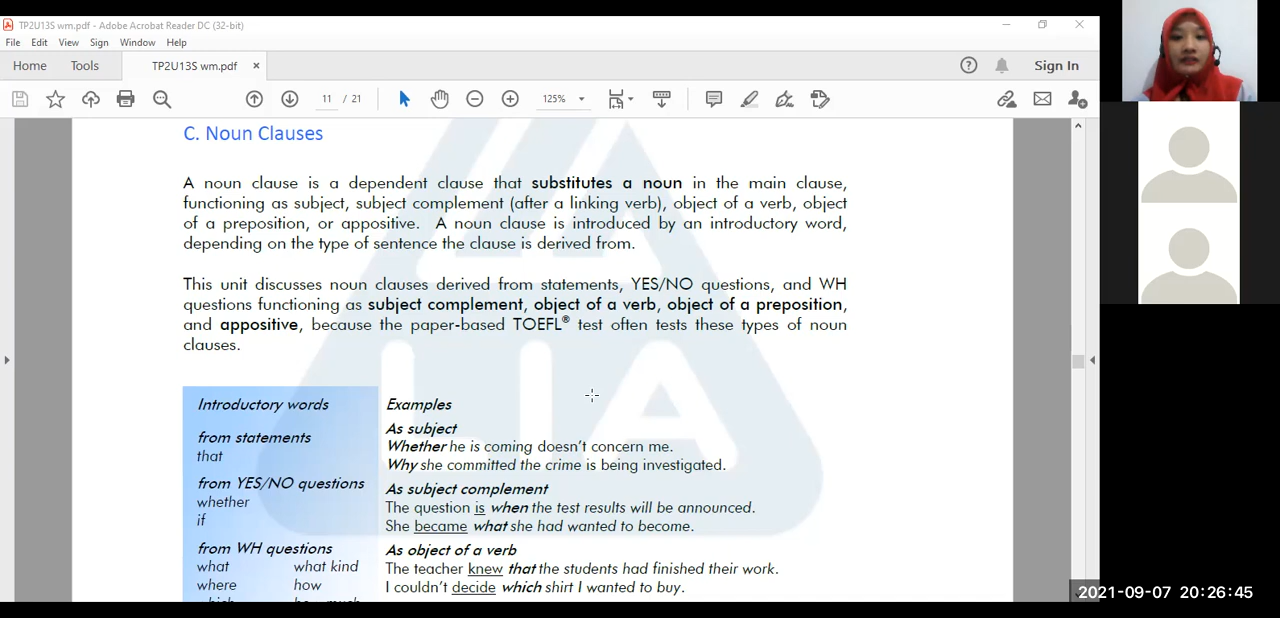 TP2U13S wm.pdf - Adobe Acrobat Reader DC (32-bit)
File Edit View Sign Window Help
Home Tools TP2U13S wm.pdf × Sign In
11 / 21 125%
C. Noun Clauses
A noun clause is a dependent clause that substitutes a noun in the main clause,
functioning as subject, subject complement (after a linking verb), object of a verb, object
of a preposition, or appositive. A noun clause is introduced by an introductory word,
depending on the type of sentence the clause is derived from.
This unit discusses noun clauses derived from statements, YES/NO questions, and WH
questions functioning as subject complement, object of a verb, object of a preposition,
and appositive, because the paper-based TOEFL® test often tests these types of noun
clauses.
Introductory words
from statements
that
from YES/NO questions
whether
if
from WH questions
what what kind
where how
Examples
As subject
Whether he is coming doesn't concern me.
Why she committed the crime is being investigated.
As subject complement
The question is when the test results will be announced.
She became what she had wanted to become.
As object of a verb
The teacher knew that the students had finished their work.
I couldn't decide which shirt I wanted to buy.
LIA
2021-09-07 20:26:45